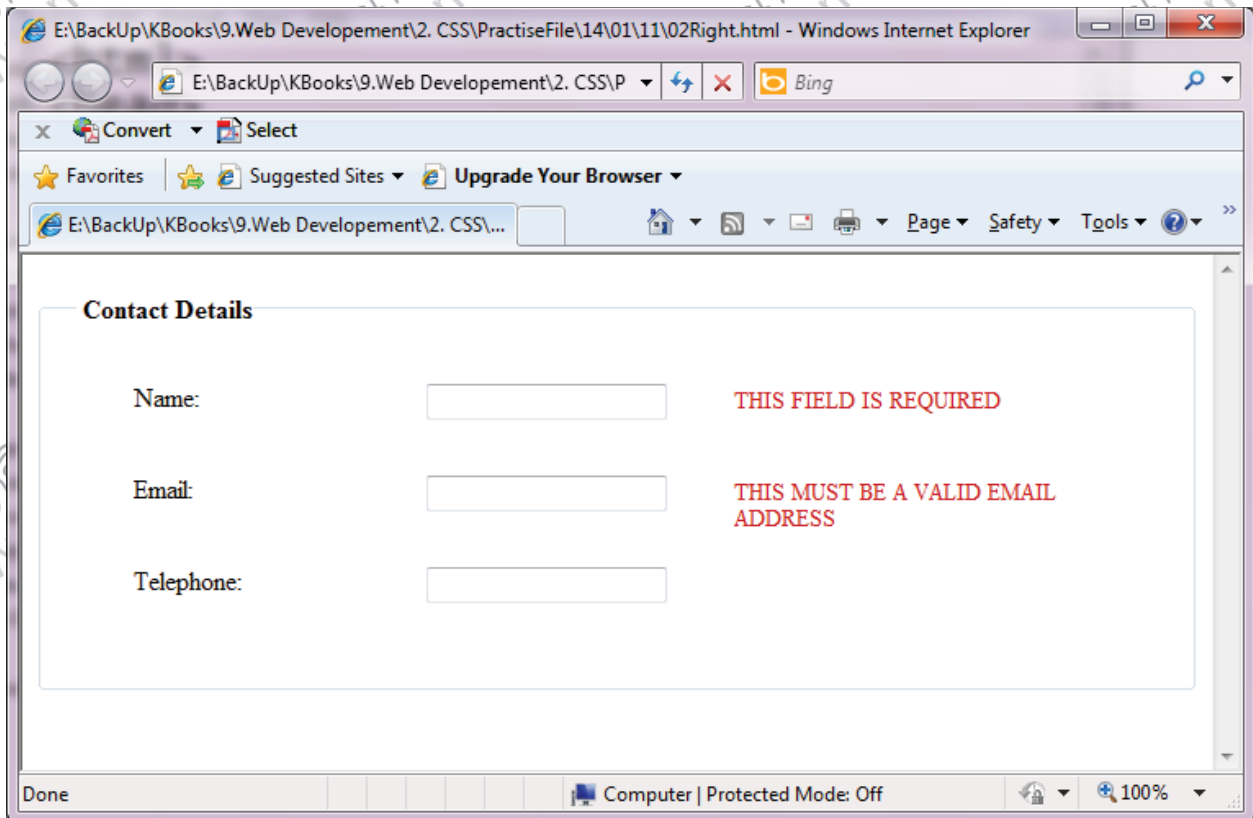 E:\BackUp\KBooks\9.Web Developement\2. CSS\PractiseFile\14\01\11\02Right.html - Windows Internet Explorer
E:\BackUp\KBooks\9.Web Developement\2. CSS\P
Bing
x Convert Select
Favorites Suggested Sites Upgrade Your Browser
E:\BackUp\KBooks\9.Web Developement\2. CSS\... Page Safety Tools »
Contact Details
Name: THIS FIELD IS REQUIRED
Email: THIS MUST BE A VALID EMAIL
ADDRESS
Telephone:
Done Computer | Protected Mode: Off 100%